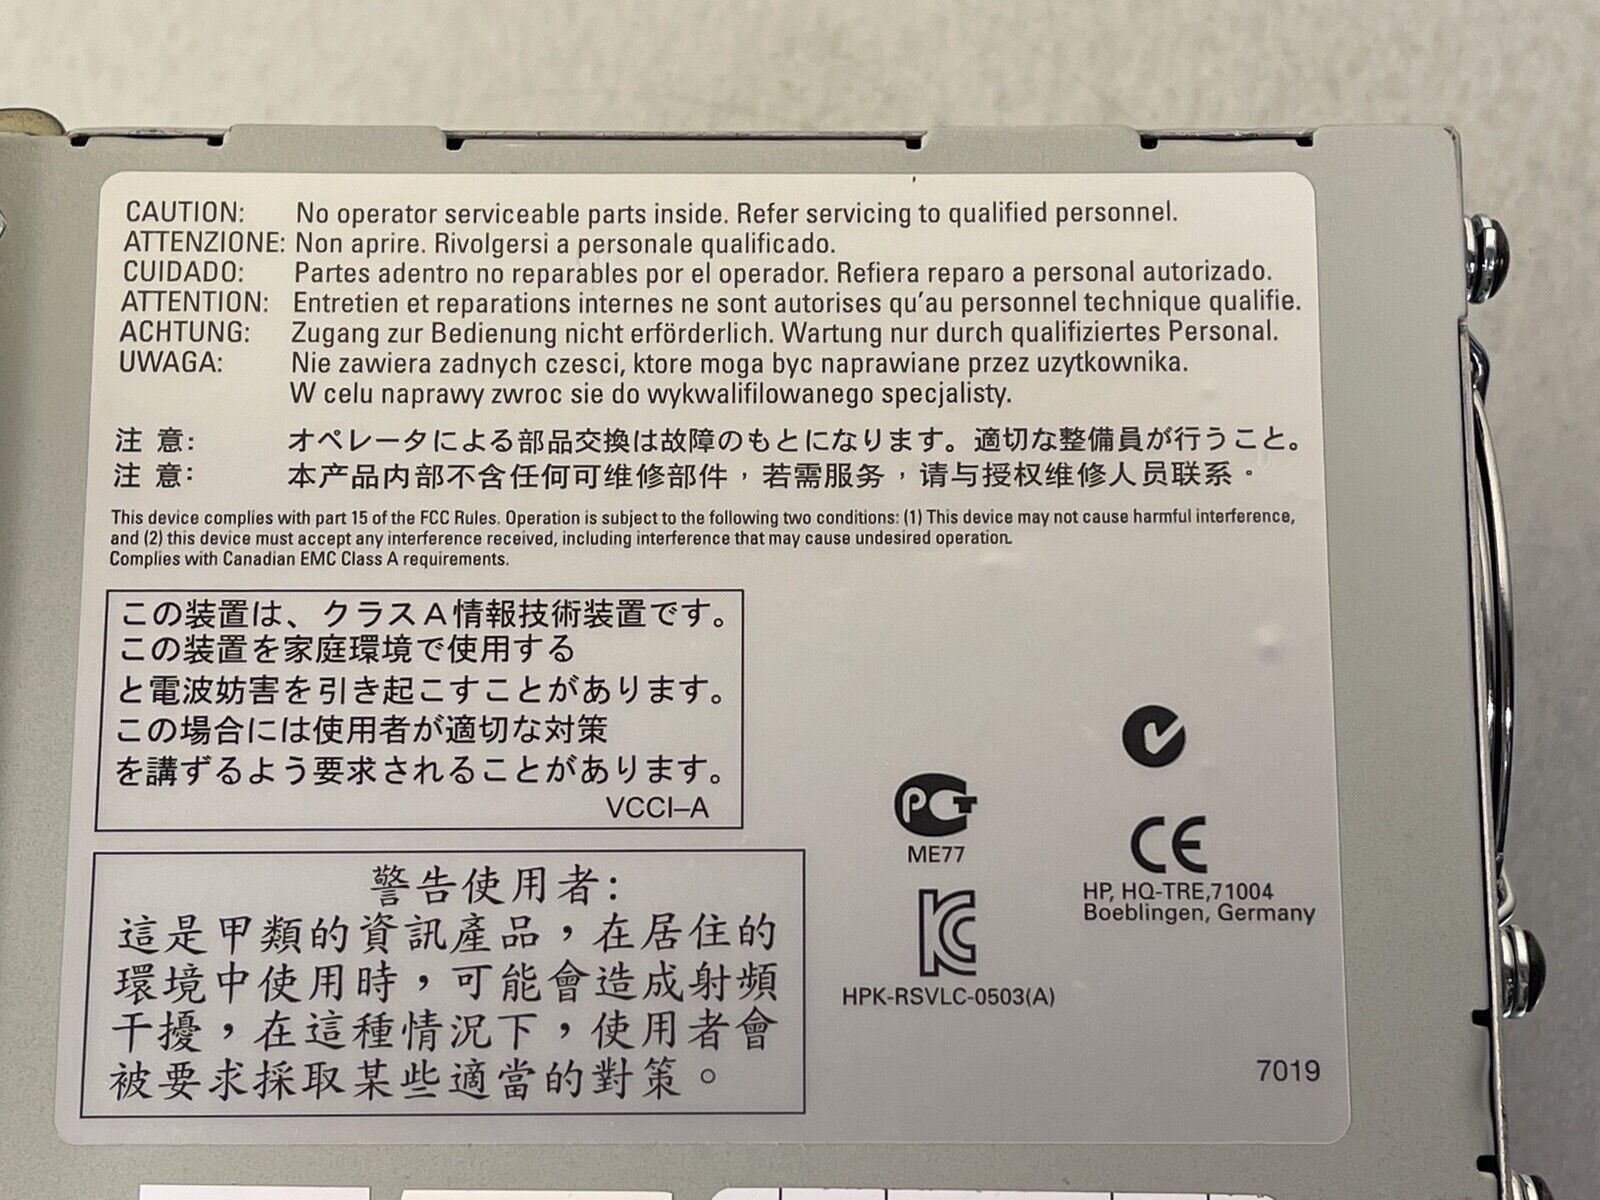 CAUTION: No operator serviceable parts inside. Refer servicing to qualified personnel.
ATTENZIONE: Non aprire. Rivolgersi a personale qualificado.
CUIDADO: Partes adentro no reparables por el operador. Refiera reparo a personal autorizado.
ATTENTION: Entretien et reparations internes ne sont autorises qu'au personnel technique qualifie.
ACHTUNG: Zugang zur Bedienung nicht erförderlich. Wartung nur durch qualifiziertes Personal.
UWAGA: Nie zawiera zadnych czesci, ktore moga byc naprawiane przez uzytkownika.
W celu naprawy zwroc sie do wykwalifilowanego specjalisty.
注 意: オペレータによる部品交換は故障のもとになります。適切な整備員が行うこと。
注 意: 本产品内部不含任何可维修部件，若需服务，请与授权维修人员联系。
This device complies with part 15 of the FCC Rules. Operation is subject to the following two conditions: (1) This device may not cause harmful interference,
and (2) this device must accept any interference received, including interference that may cause undesired operation.
Complies with Canadian EMC Class A requirements.
この装置は、クラスA情報技術装置です。
この装置を家庭環境で使用する
と電波妨害を引き起こすことがあります。
この場合には使用者が適切な対策
を講ずるよう要求されることがあります。
VCCI–A
警告使用者:
這是甲類的資訊產品，在居住的
環境中使用時，可能會造成射頻
干擾，在這種情況下，使用者會
被要求採取某些適當的對策。
PCT
ME77
KC
HPK-RSVLC-0503(A)
CE
HP, HQ-TRE,71004
Boeblingen, Germany
7019